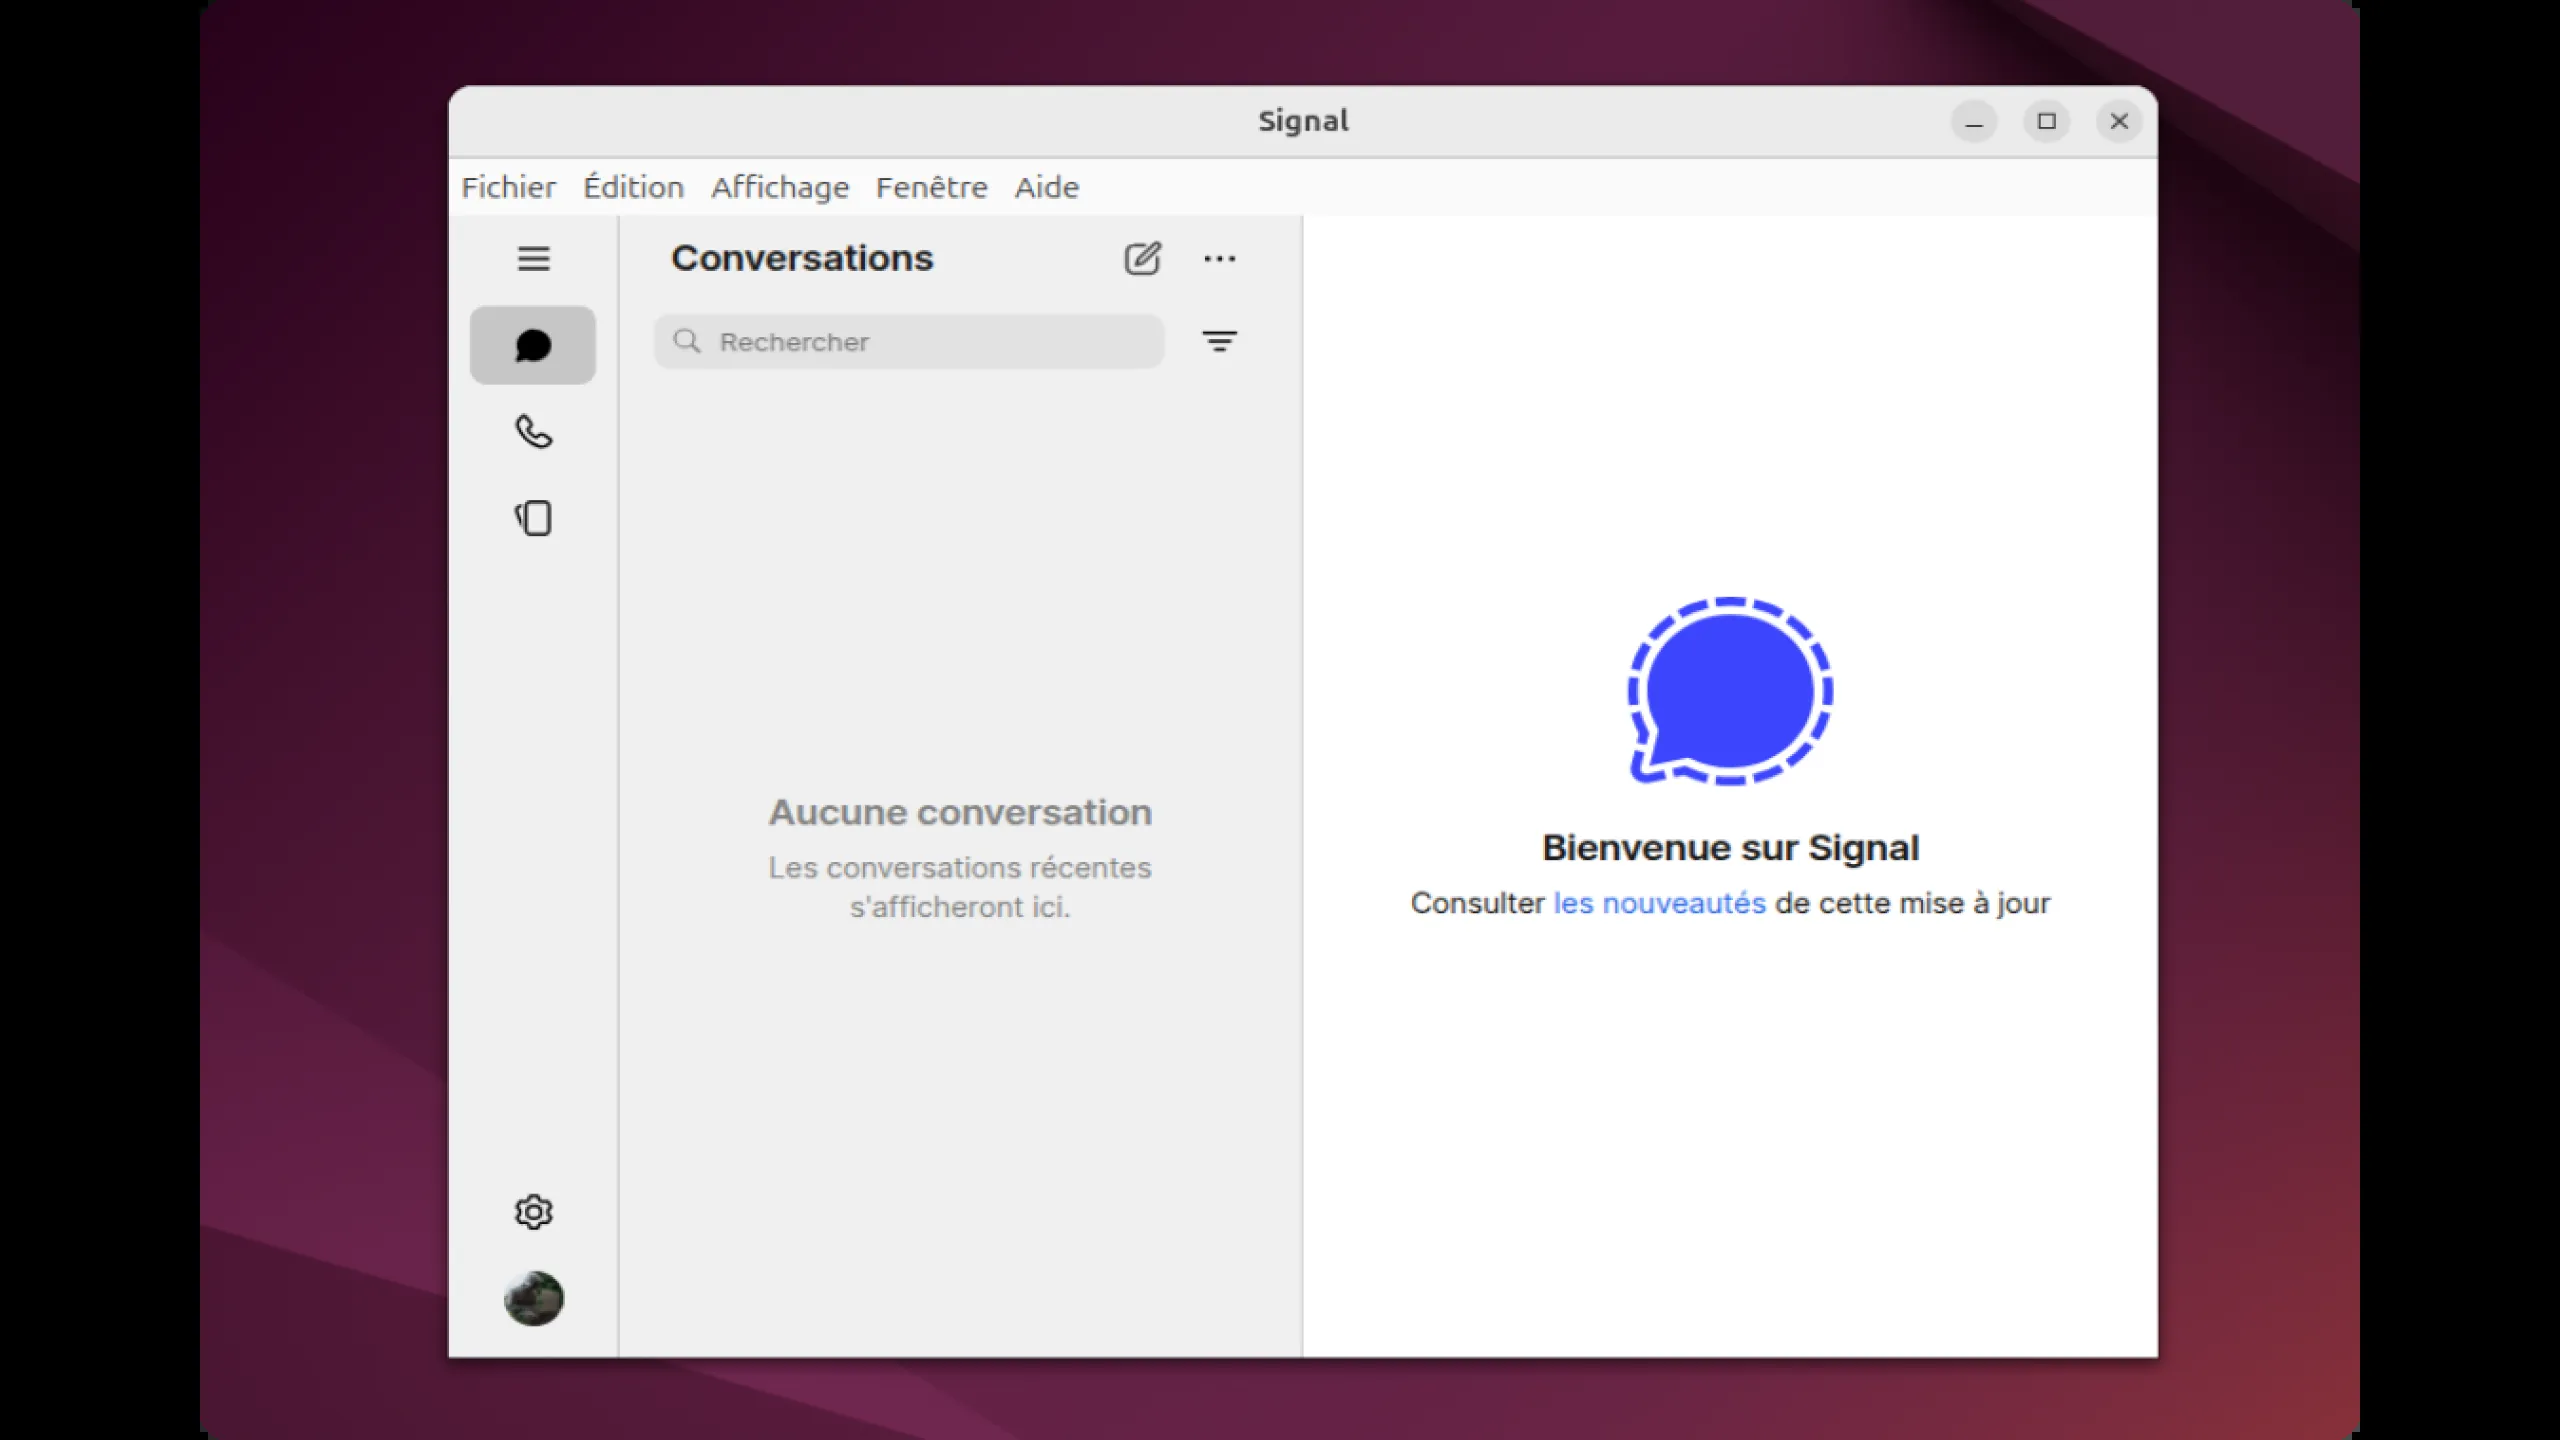 Signal
Fichier Édition Affichage Fenêtre Aide
Conversations
Rechercher
Aucune conversation
Les conversations récentes
s'afficheront ici.
Bienvenue sur Signal
Consulter les nouveautés de cette mise à jour